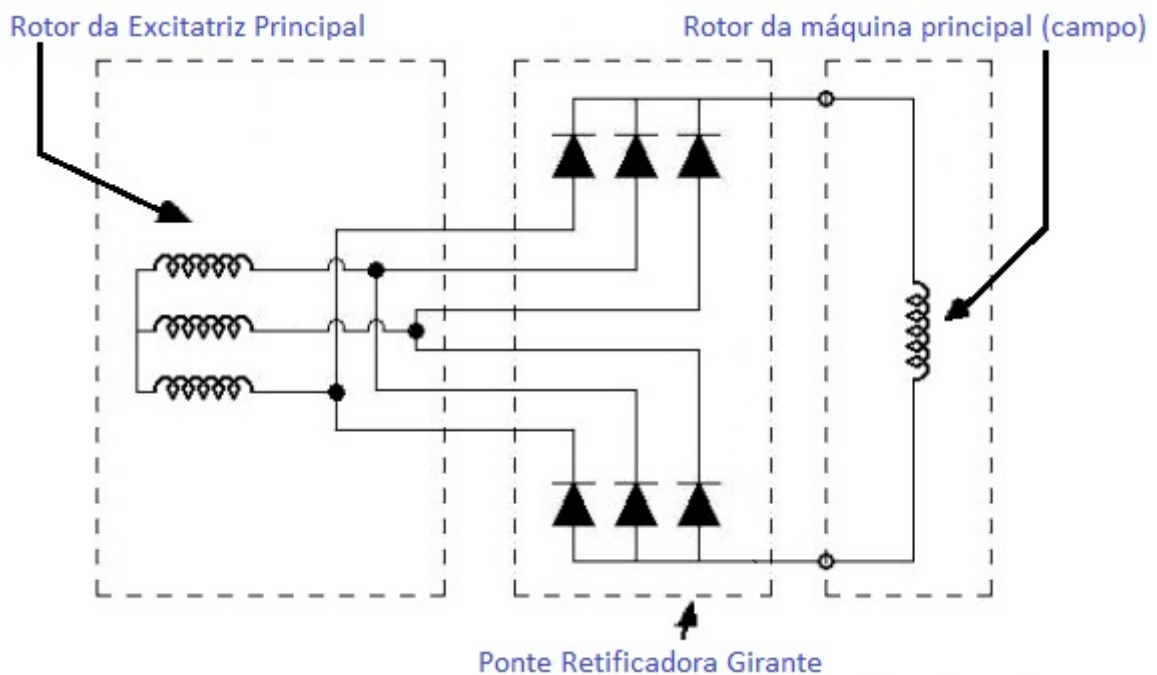 Rotor da Excitatriz Principal
Rotor da máquina principal (campo)
Ponte Retificadora Girante